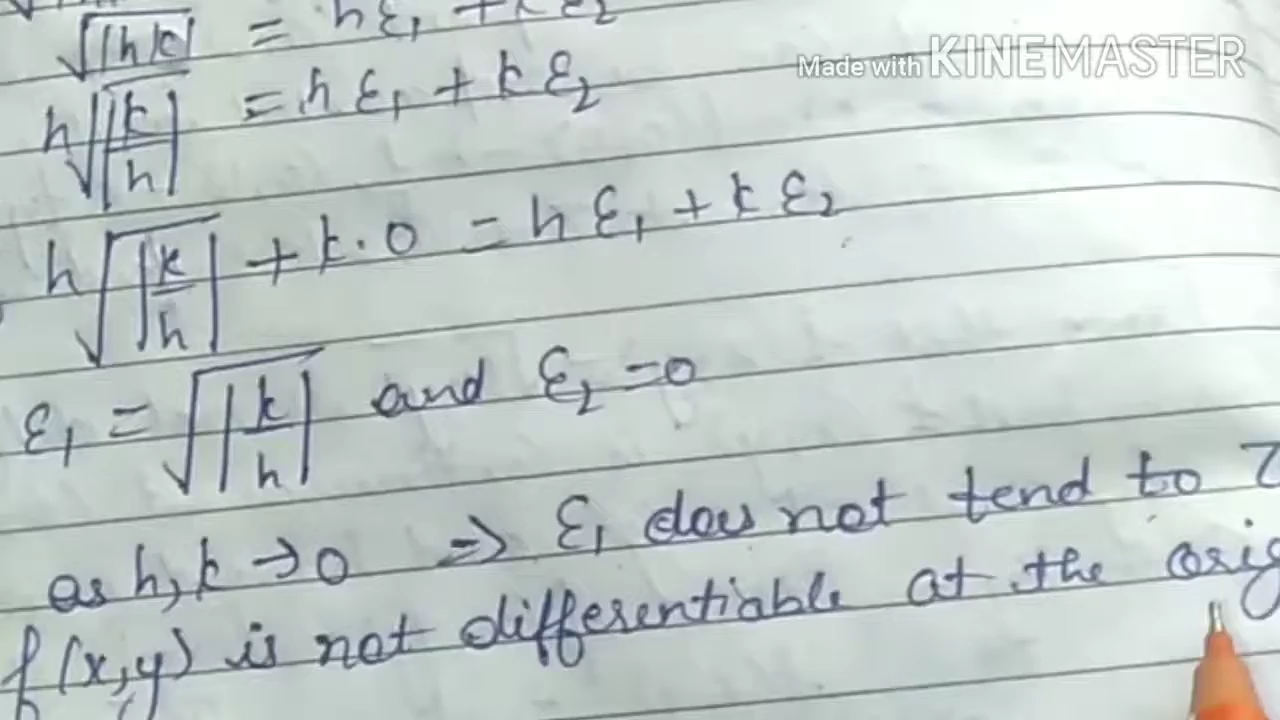 √|hk| = hε₁ + kε₂
Made with KINEMASTER
h√|k/h| = hε₁ + kε₂
h√|k/h| + k·0 = hε₁ + kε₂
ε₁ = √|k/h| and ε₂ = 0
as h, k → 0 ⇒ ε₁ does not tend to
f(x,y) is not differentiable at the orig